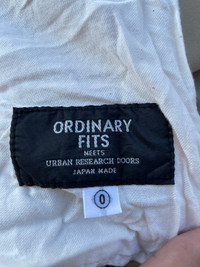 ORDINARY
FITS
MEETS
URBAN RESEARCH DOORS
JAPAN MADE
0